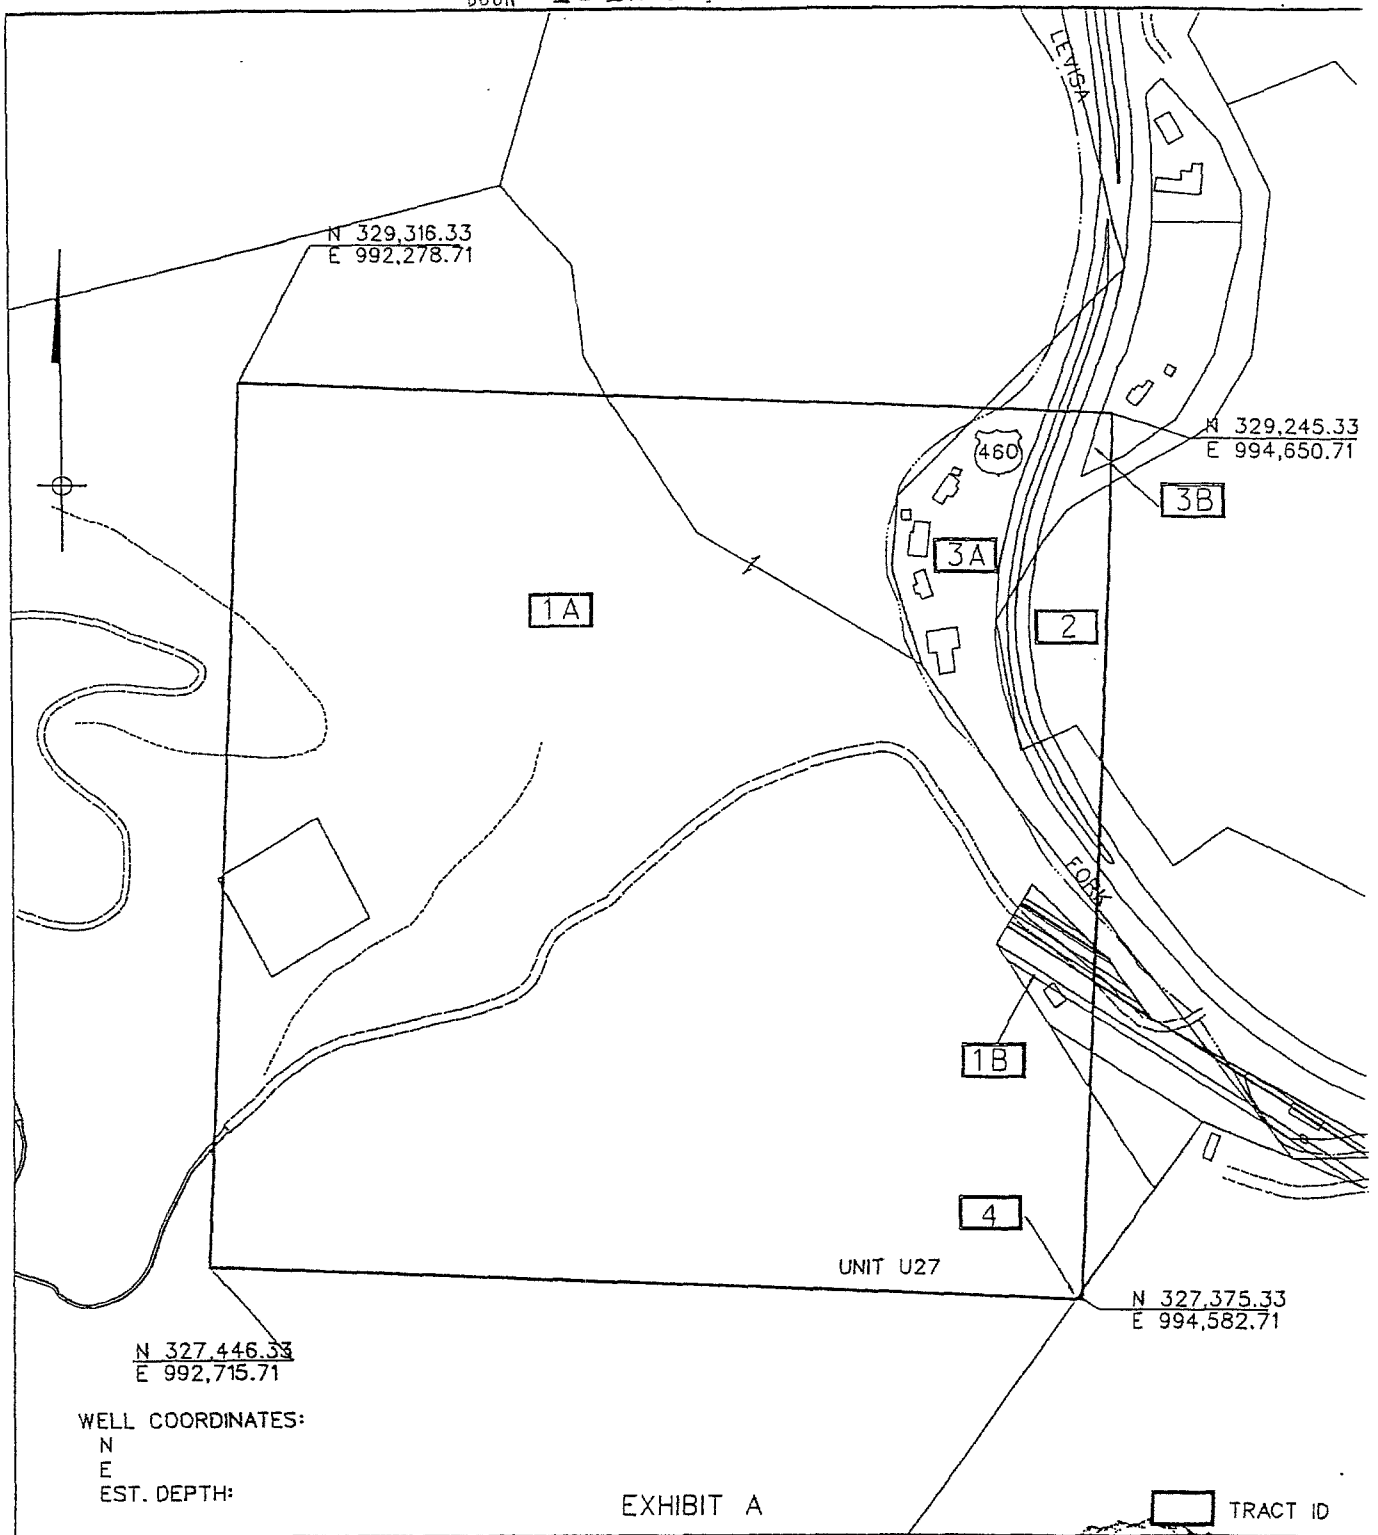 LEVISA
N 329,316.33
E 992,278.71
N 329,245.33
E 994,650.71
460
3B
3A
1A
2
FORK
1B
4
UNIT U27
N 327,375.33
E 994,582.71
N 327,446.33
E 992,715.71
WELL COORDINATES:
N
E
EST. DEPTH:
EXHIBIT A
TRACT ID